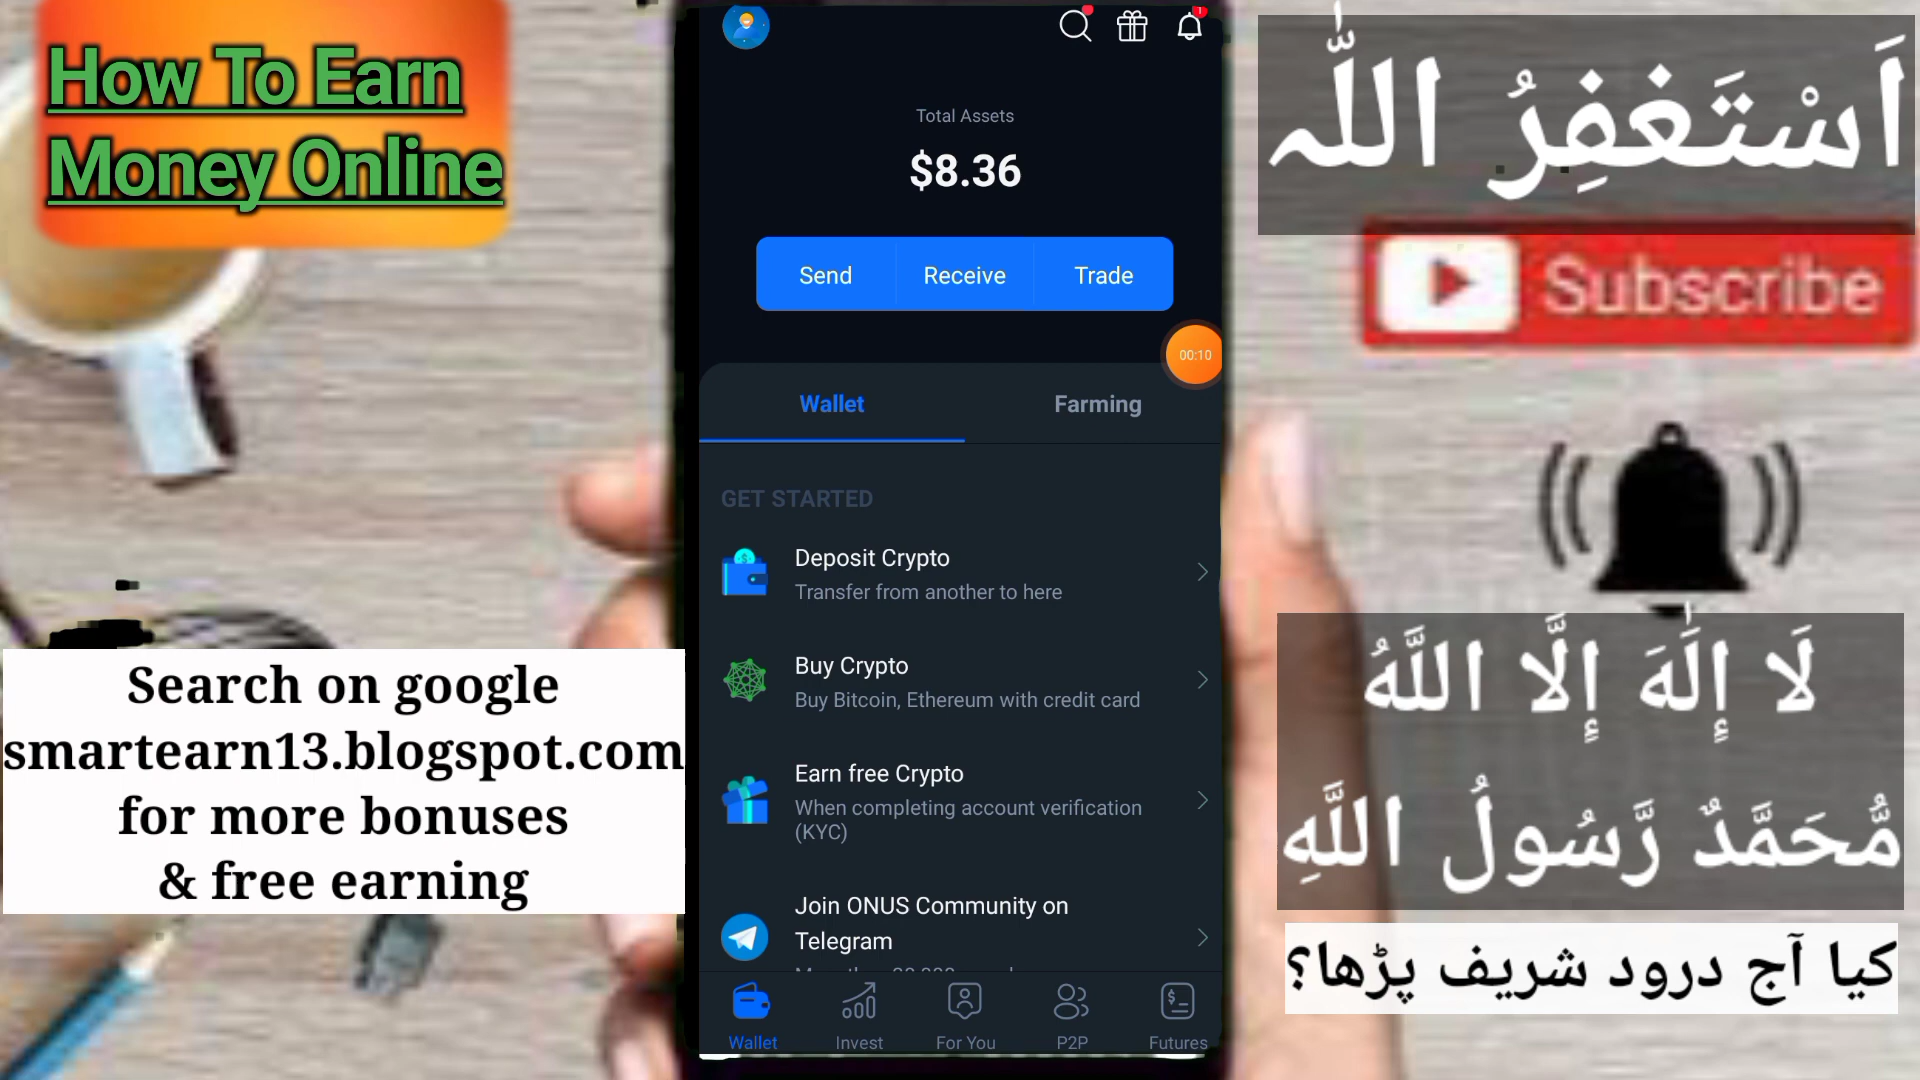 How To Earn
Money Online
Search on google
smartearn13.blogspot.com
for more bonuses
& free earning
1
Total Assets
$8.36
Send Receive Trade
00:10
Wallet Farming
GET STARTED
Deposit Crypto
Transfer from another to here
Buy Crypto
Buy Bitcoin, Ethereum with credit card
Earn free Crypto
When completing account verification
(KYC)
Join ONUS Community on
Telegram
Wallet Invest For You P2P Futures
اَسْتَغْفِرُ اللّٰہ
Subscribe
لَا إِلَٰهَ إِلَّا اللَّهُ
مُّحَمَّدٌ رَّسُولُ اللَّهِ
کیا آج درود شریف پڑھا؟